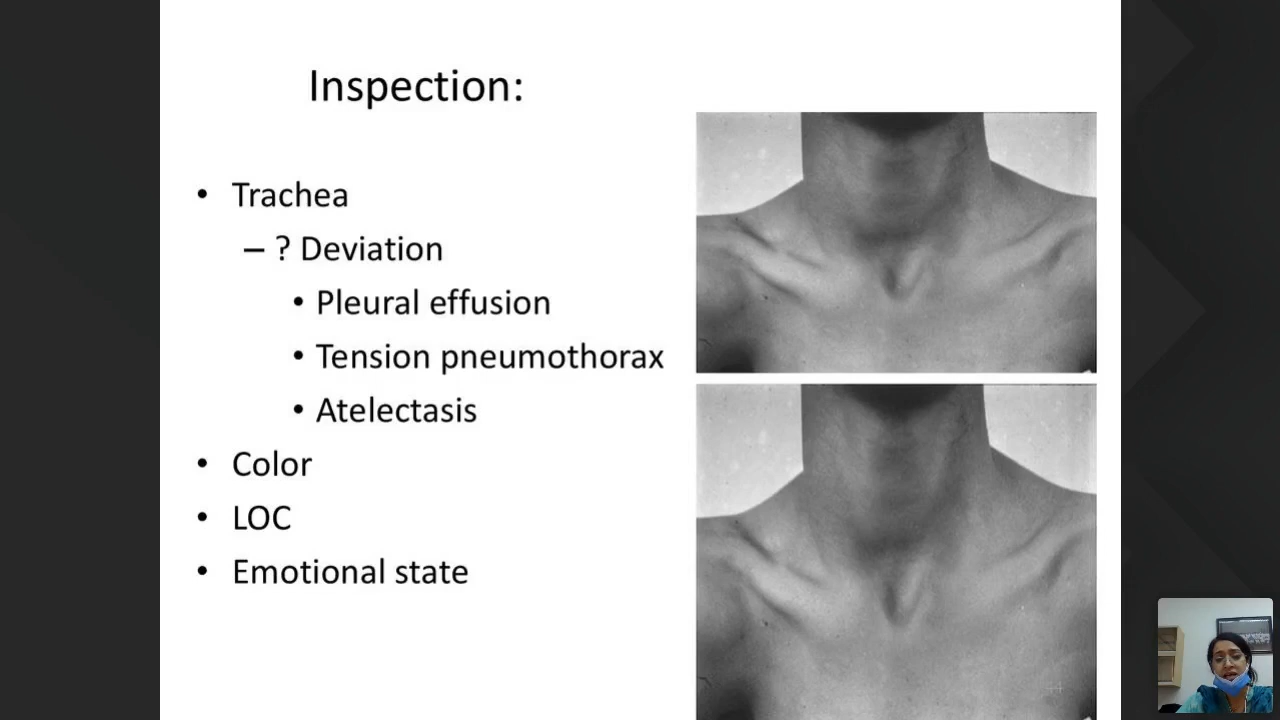 Inspection:
• Trachea
– ? Deviation
• Pleural effusion
• Tension pneumothorax
• Atelectasis
• Color
• LOC
• Emotional state